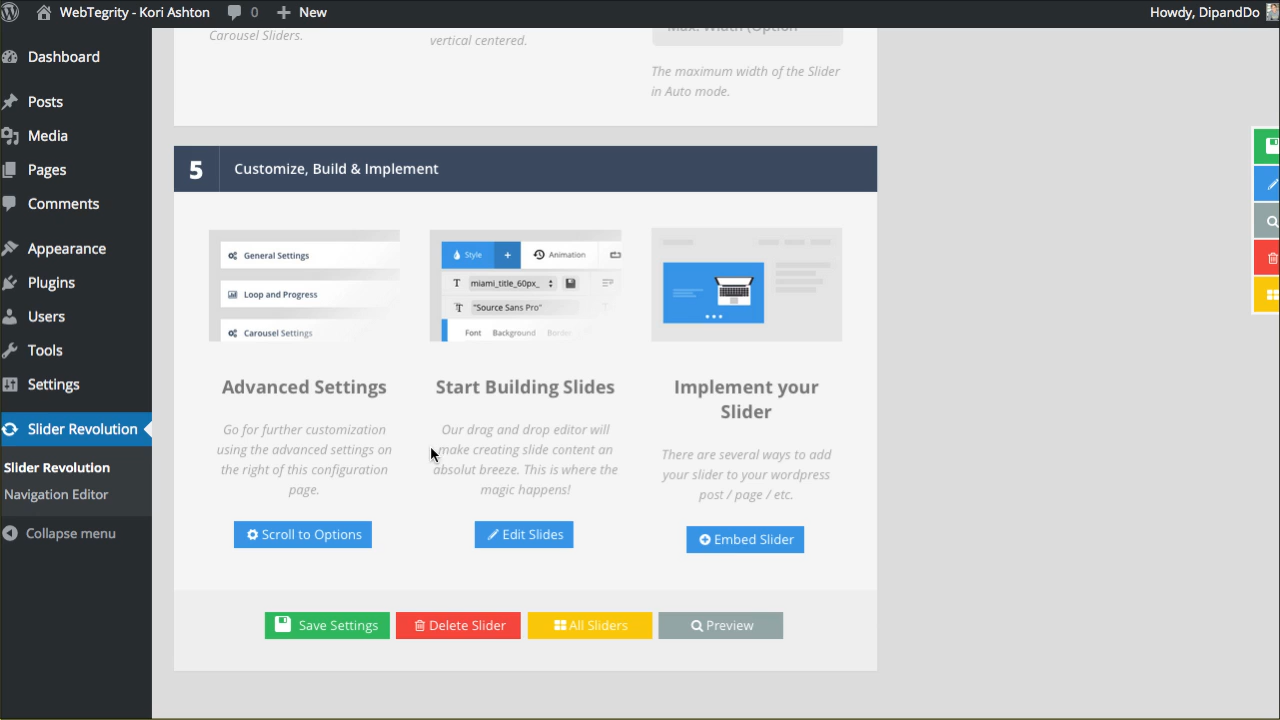 WebTegrity - Kori Ashton
0
New
Howdy, DipandDo
Dashboard
Posts
Media
Pages
Comments
Appearance
Plugins
Users
Tools
Settings
Slider Revolution
Slider Revolution
Navigation Editor
Collapse menu
Carousel Sliders.
vertical centered.
Max. Width (Option
The maximum width of the Slider
in Auto mode.
5
Customize, Build & Implement
General Settings
Loop and Progress
Carousel Settings
Style
+
Animation
miami_title_60px_
"Source Sans Pro"
Font
Background
Border
Advanced Settings
Go for further customization
using the advanced settings on
the right of this configuration
page.
Scroll to Options
Start Building Slides
Our drag and drop editor will
make creating slide content an
absolut breeze. This is where the
magic happens!
Edit Slides
Implement your
Slider
There are several ways to add
your slider to your wordpress
post / page / etc.
Embed Slider
Save Settings
Delete Slider
All Sliders
Preview